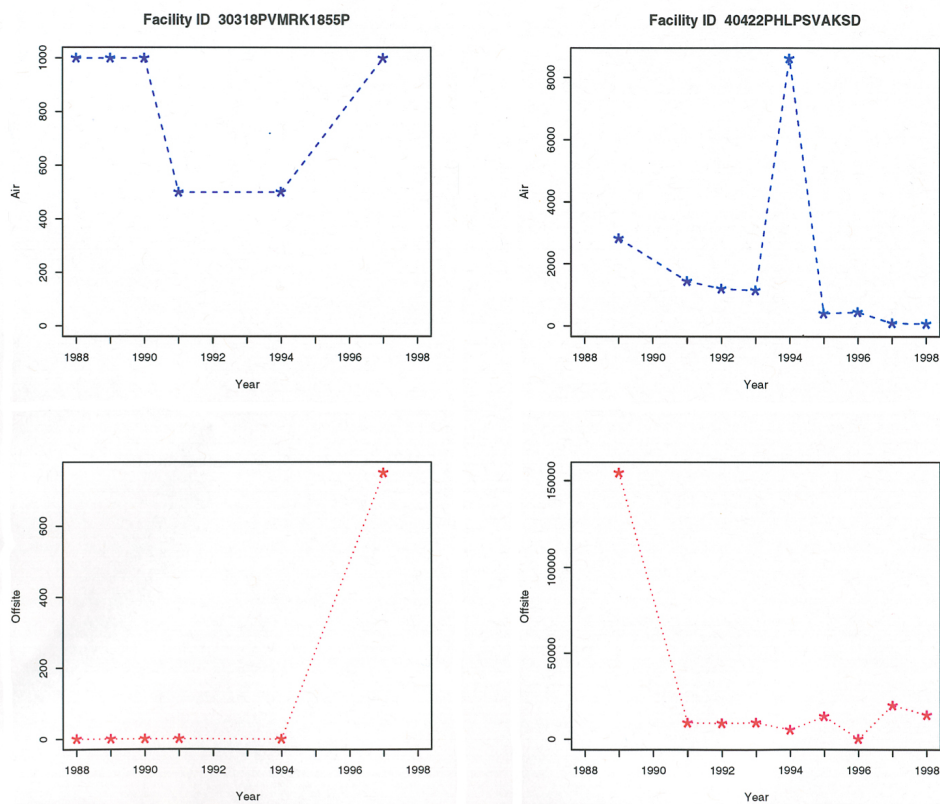 Facility ID 30318PVMRK1855P
Air
0
200
400
600
800
1000
1988 1990 1992 1994 1996 1998
Year
Facility ID 40422PHLPSVAKSD
Air
0
2000
4000
6000
8000
1988 1990 1992 1994 1996 1998
Year
Offsite
0
200
400
600
1988 1990 1992 1994 1996 1998
Year
Offsite
0
50000
100000
150000
1988 1990 1992 1994 1996 1998
Year